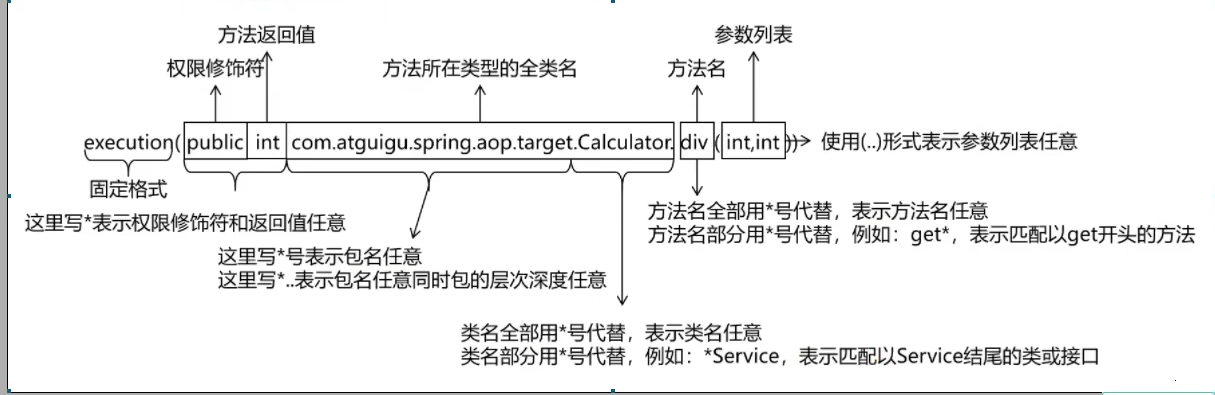 方法返回值
参数列表
权限修饰符
方法所在类型的全类名
方法名
execution(public int com.atguigu.spring.aop.target.Calculator.div(int,int)) 使用(..)形式表示参数列表任意
固定格式
这里写*表示权限修饰符和返回值任意
方法名全部用*号代替，表示方法名任意
方法名部分用*号代替，例如：get*，表示匹配以get开头的方法
这里写*号表示包名任意
这里写*..表示包名任意同时包的层次深度任意
类名全部用*号代替，表示类名任意
类名部分用*号代替，例如：*Service，表示匹配以Service结尾的类或接口